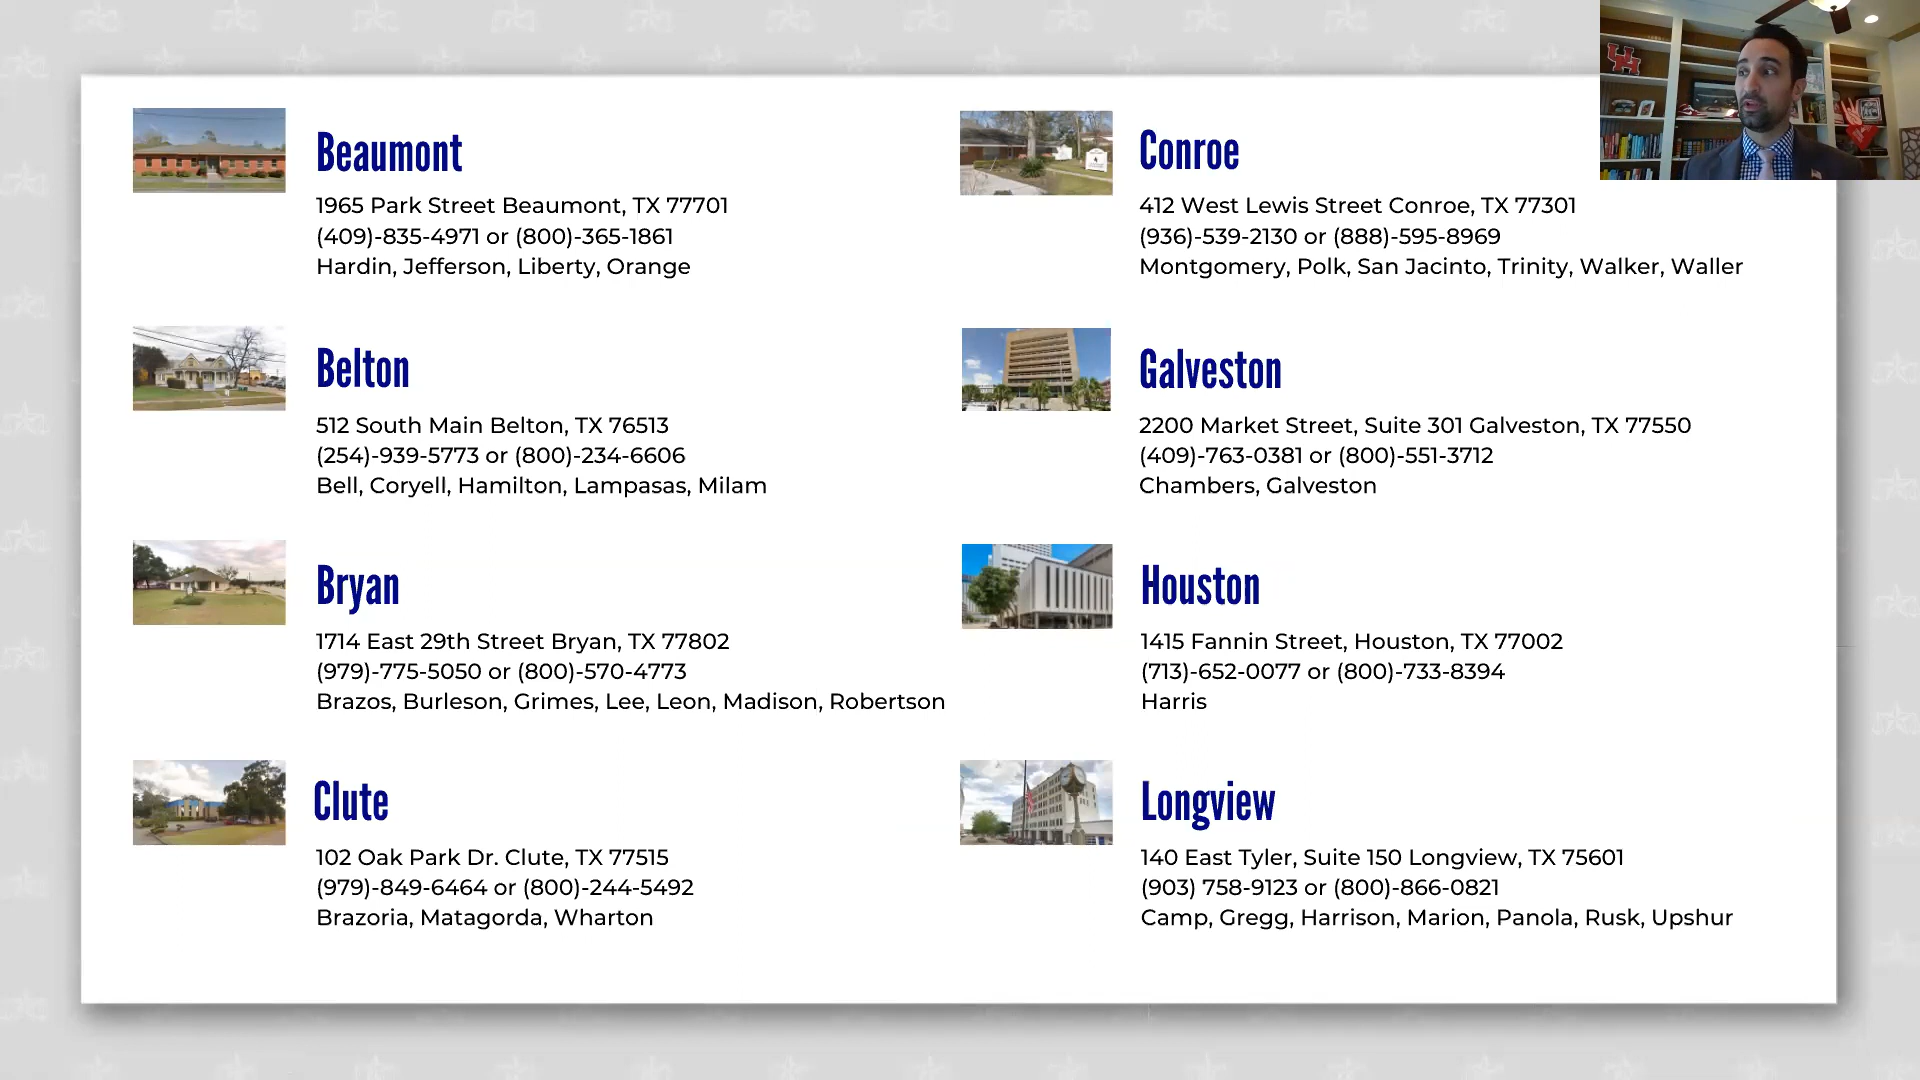 Beaumont
1965 Park Street Beaumont, TX 77701
(409)-835-4971 or (800)-365-1861
Hardin, Jefferson, Liberty, Orange
Belton
512 South Main Belton, TX 76513
(254)-939-5773 or (800)-234-6606
Bell, Coryell, Hamilton, Lampasas, Milam
Bryan
1714 East 29th Street Bryan, TX 77802
(979)-775-5050 or (800)-570-4773
Brazos, Burleson, Grimes, Lee, Leon, Madison, Robertson
Clute
102 Oak Park Dr. Clute, TX 77515
(979)-849-6464 or (800)-244-5492
Brazoria, Matagorda, Wharton
Conroe
412 West Lewis Street Conroe, TX 77301
(936)-539-2130 or (888)-595-8969
Montgomery, Polk, San Jacinto, Trinity, Walker, Waller
Galveston
2200 Market Street, Suite 301 Galveston, TX 77550
(409)-763-0381 or (800)-551-3712
Chambers, Galveston
Houston
1415 Fannin Street, Houston, TX 77002
(713)-652-0077 or (800)-733-8394
Harris
Longview
140 East Tyler, Suite 150 Longview, TX 75601
(903) 758-9123 or (800)-866-0821
Camp, Gregg, Harrison, Marion, Panola, Rusk, Upshur